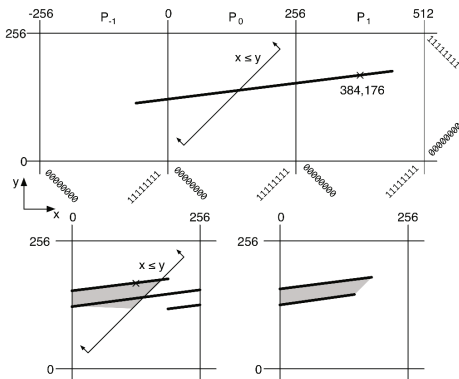 -256 P-1 0 P0 256 P1 512
256
x ≤ y
384,176
11111111
00000000
0
00000000 11111111 00000000 11111111 00000000 11111111
y
x
0 256 0 256
256 256
x ≤ y
0 0